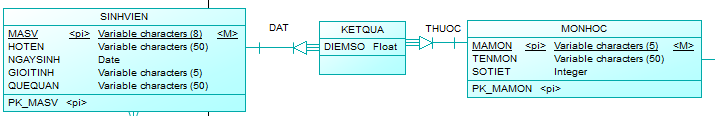 SINHVIEN
MASV <pi> Variable characters (8) <M>
HOTEN Variable characters (50)
NGAYSINH Date
GIOITINH Variable characters (5)
QUEQUAN Variable characters (50)
PK_MASV <pi>
DAT
KETQUA
DIEMSO Float
THUOC
MONHOC
MAMON <pi> Variable characters (5) <M>
TENMON Variable characters (50)
SOTIET Integer
PK_MAMON <pi>